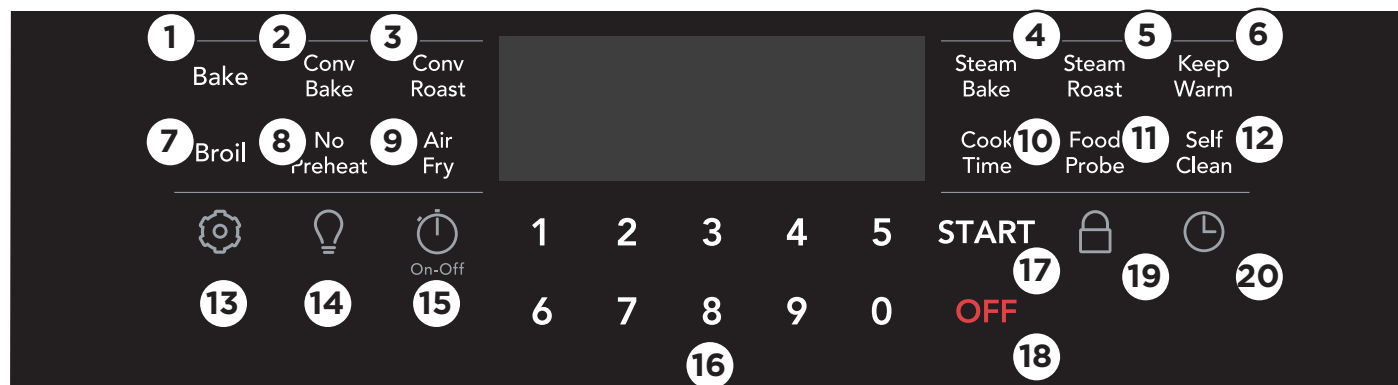 1 2 3 4 5 6
Bake Conv Bake Conv Roast Steam Bake Steam Roast Keep Warm
7 8 9 10 11 12
Broil No Preheat Air Fry Cook Time Food Probe Self Clean
On-Off
1 2 3 4 5 START
13 14 15 17 19 20
6 7 8 9 0 OFF
16 18